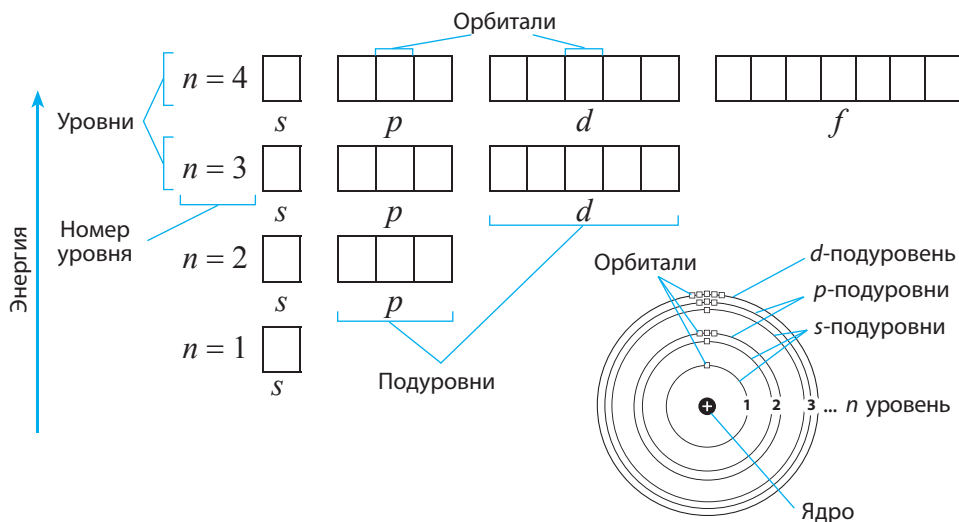 Орбитали
n = 4
s
p
d
f
Уровни
n = 3
s
p
d
Номер
уровня
n = 2
s
p
n = 1
s
Подуровни
Энергия
Орбитали
d-подуровень
p-подуровни
s-подуровни
+
1 2 3 ... n уровень
Ядро